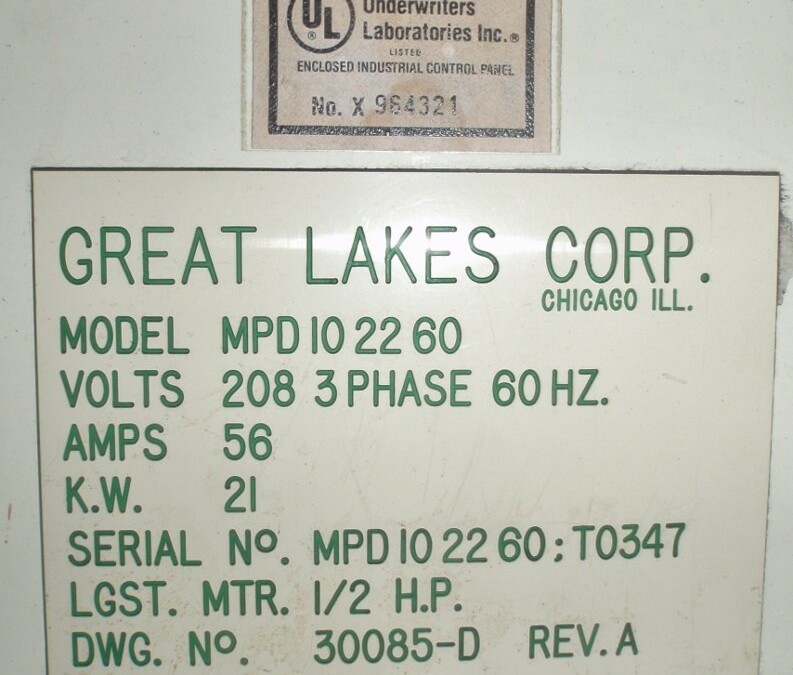 UL ®
Underwriters
Laboratories Inc.®
LISTED
ENCLOSED INDUSTRIAL CONTROL PANEL
No. X 964321
GREAT LAKES CORP.
CHICAGO ILL.
MODEL MPD 10 22 60
VOLTS 208 3 PHASE 60 HZ.
AMPS 56
K.W. 21
SERIAL No. MPD 10 22 60; T0347
LGST. MTR. 1/2 H.P.
DWG. No. 30085-D REV. A